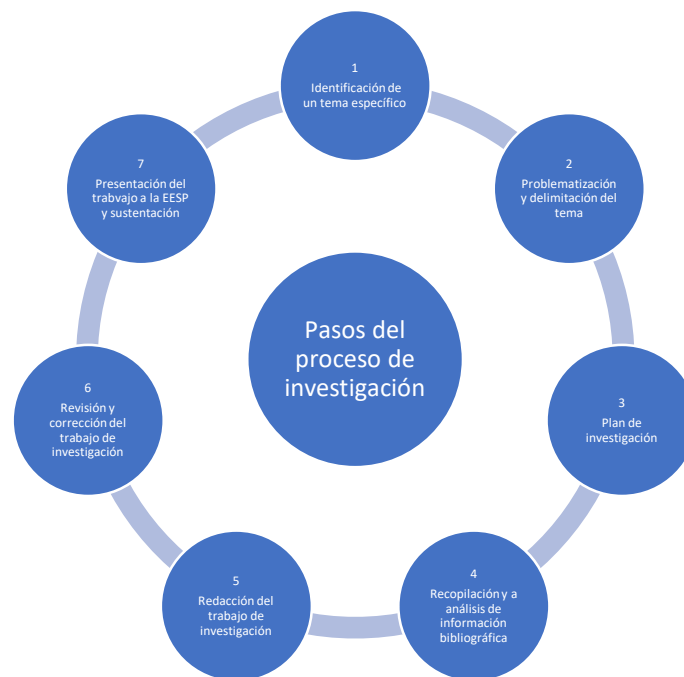 1
Identificación de
un tema específico
2
Problematización
y delimitación del
tema
3
Plan de
investigación
4
Recopilación y a
análisis de
información
bibliográfica
5
Redacción del
trabajo de
investigación
6
Revisión y
corrección del
trabajo de
investigación
7
Presentación del
trabvajo a la EESP
y sustentación
Pasos del
proceso de
investigación